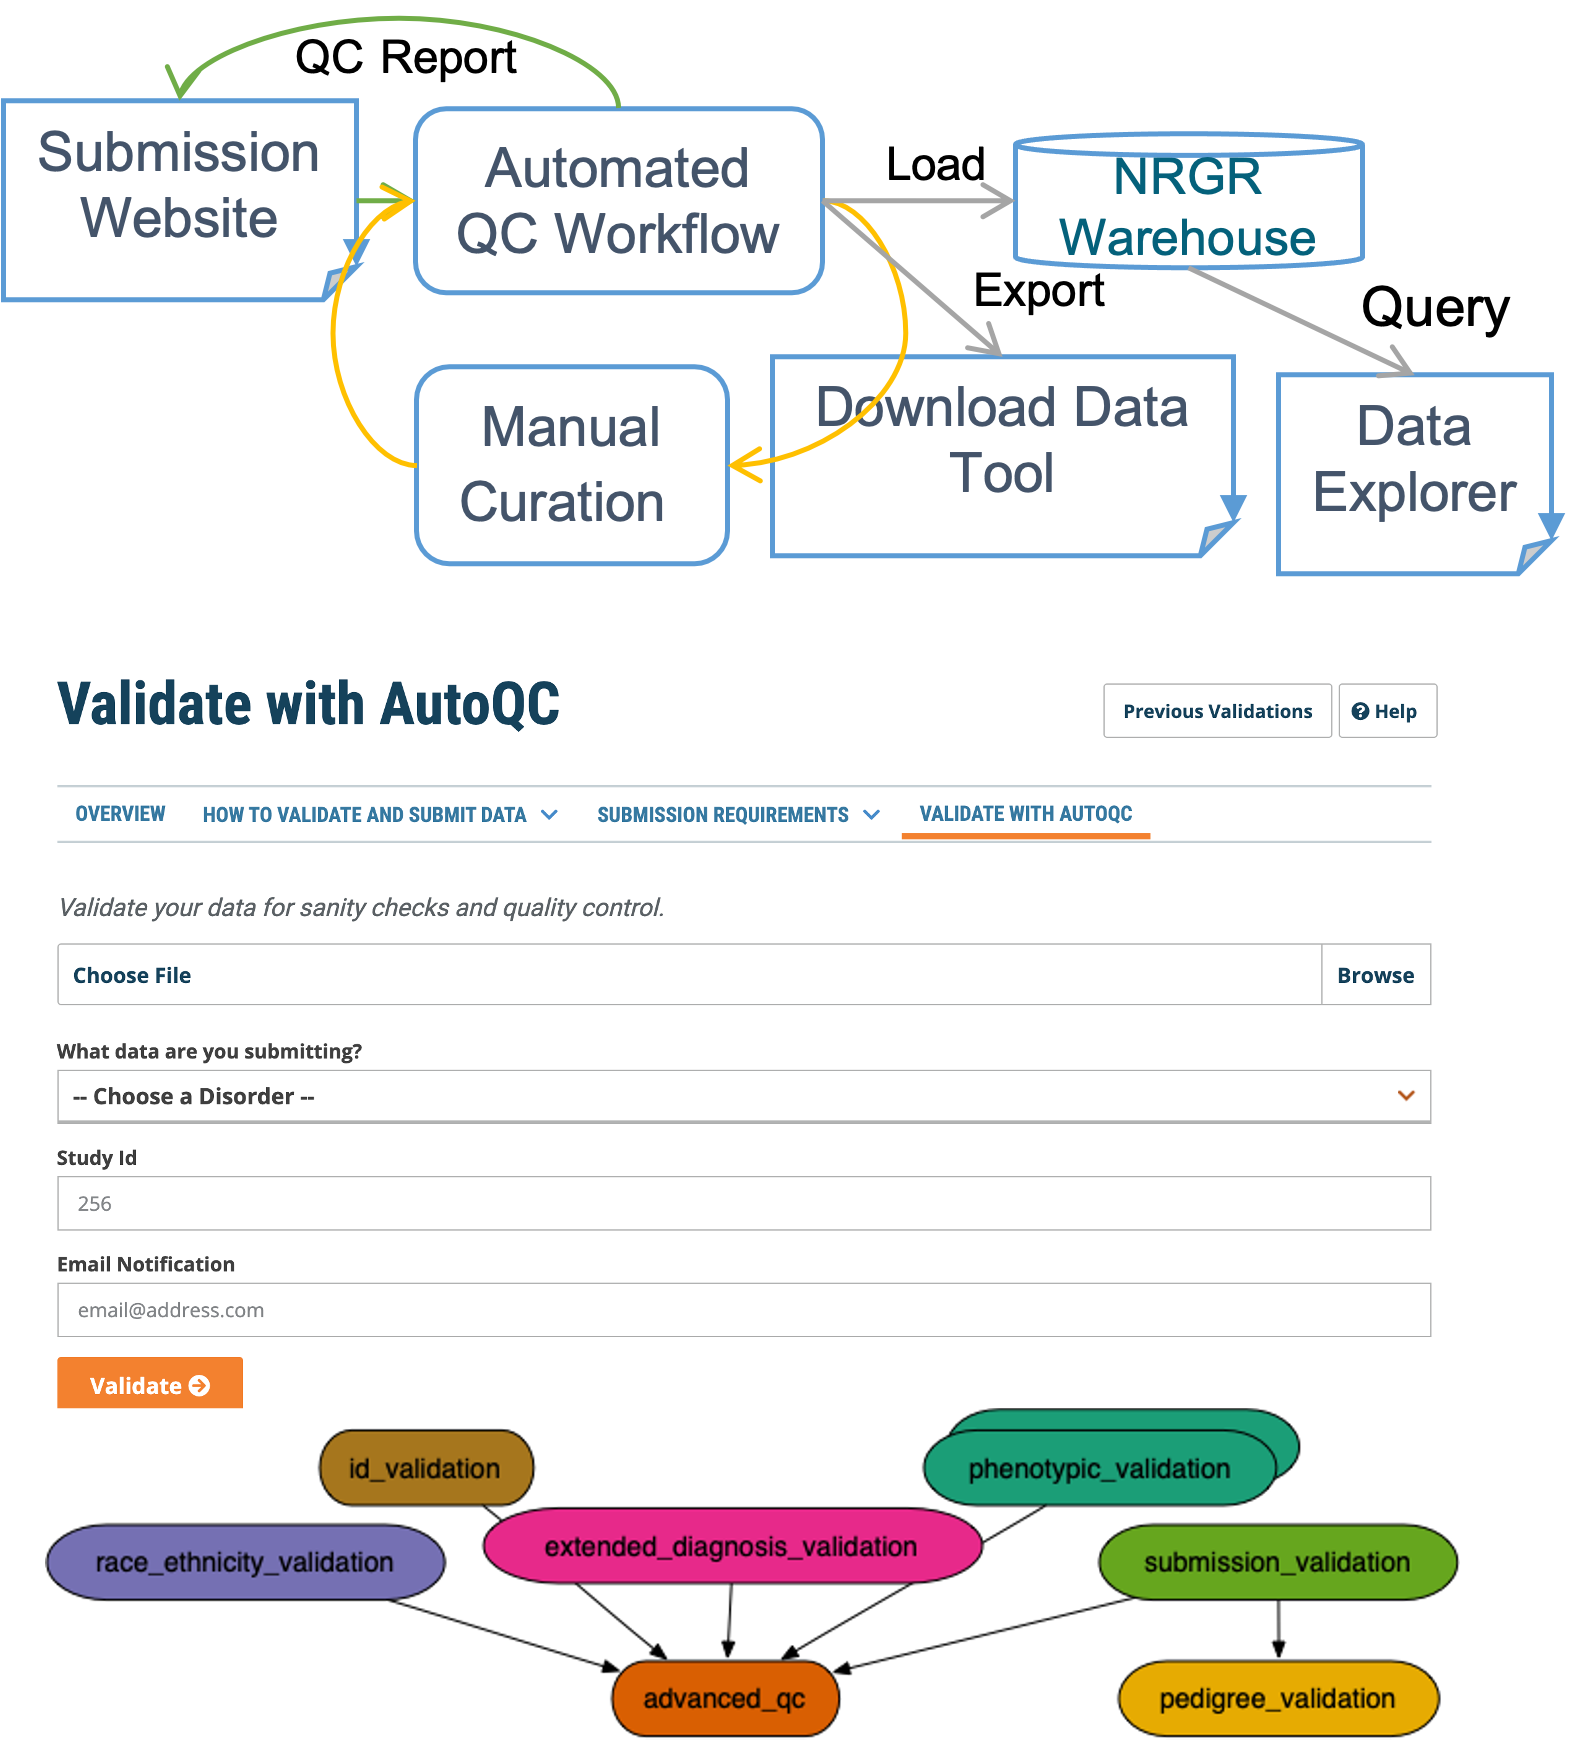 QC Report
Submission
Website
Automated
QC Workflow
Load
NRGR
Warehouse
Export
Query
Manual
Curation
Download Data
Tool
Data
Explorer
Validate with AutoQC
Previous Validations
Help
OVERVIEW
HOW TO VALIDATE AND SUBMIT DATA
SUBMISSION REQUIREMENTS
VALIDATE WITH AUTOQC
Validate your data for sanity checks and quality control.
Choose File
Browse
What data are you submitting?
-- Choose a Disorder --
Study Id
256
Email Notification
email@address.com
Validate
id_validation
phenotypic_validation
race_ethnicity_validation
extended_diagnosis_validation
submission_validation
advanced_qc
pedigree_validation